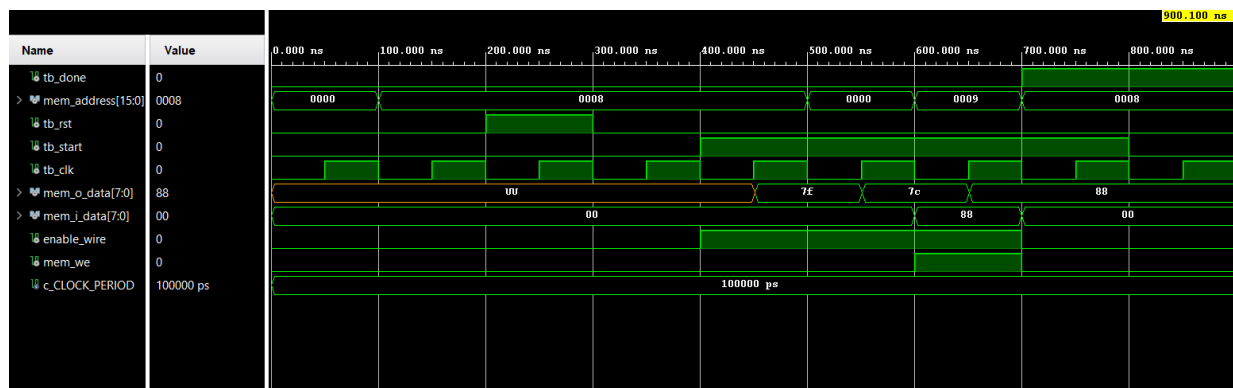 900.100 ns
Name Value 0.000 ns 100.000 ns 200.000 ns 300.000 ns 400.000 ns 500.000 ns 600.000 ns 700.000 ns 800.000 ns
tb_done 0
mem_address[15:0] 0008 0000 0008 0000 0009 0008
tb_rst 0
tb_start 0
tb_clk 0
mem_o_data[7:0] 88 UU 7f 7c 88
mem_i_data[7:0] 00 00 88 00
enable_wire 0
mem_we 0
c_CLOCK_PERIOD 100000 ps 100000 ps